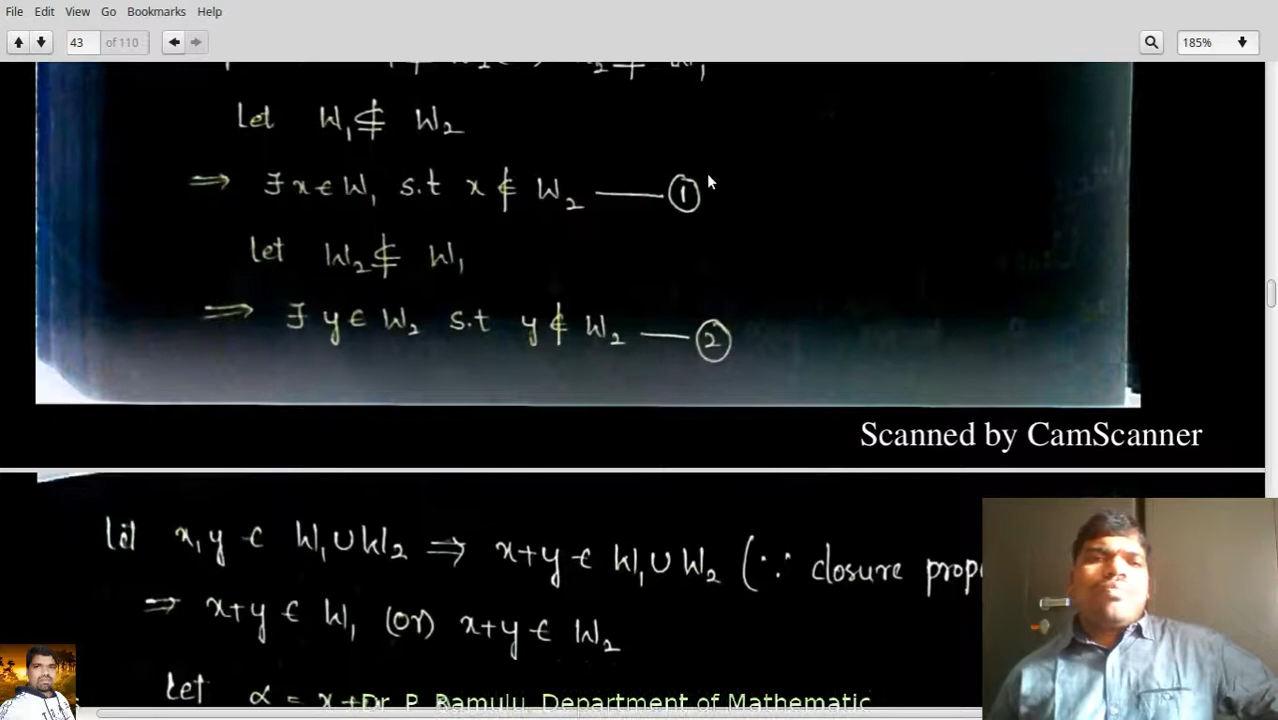 File Edit View Go Bookmarks Help
43 of 110 185%
Let W₁ ⊈ W₂
⇒ ∃ x ∈ W₁ s.t x ∉ W₂ —— ①
let W₂ ⊈ W₁
⇒ ∃ y ∈ W₂ s.t y ∉ W₂ —— ②
Scanned by CamScanner
let x, y ∈ W₁ ∪ W₂ ⇒ x+y ∈ W₁ ∪ W₂ (∵ closure prop
⇒ x+y ∈ W₁ (or) x+y ∈ W₂
Let α = x+y
Dr P Ramulu, Department of Mathematic